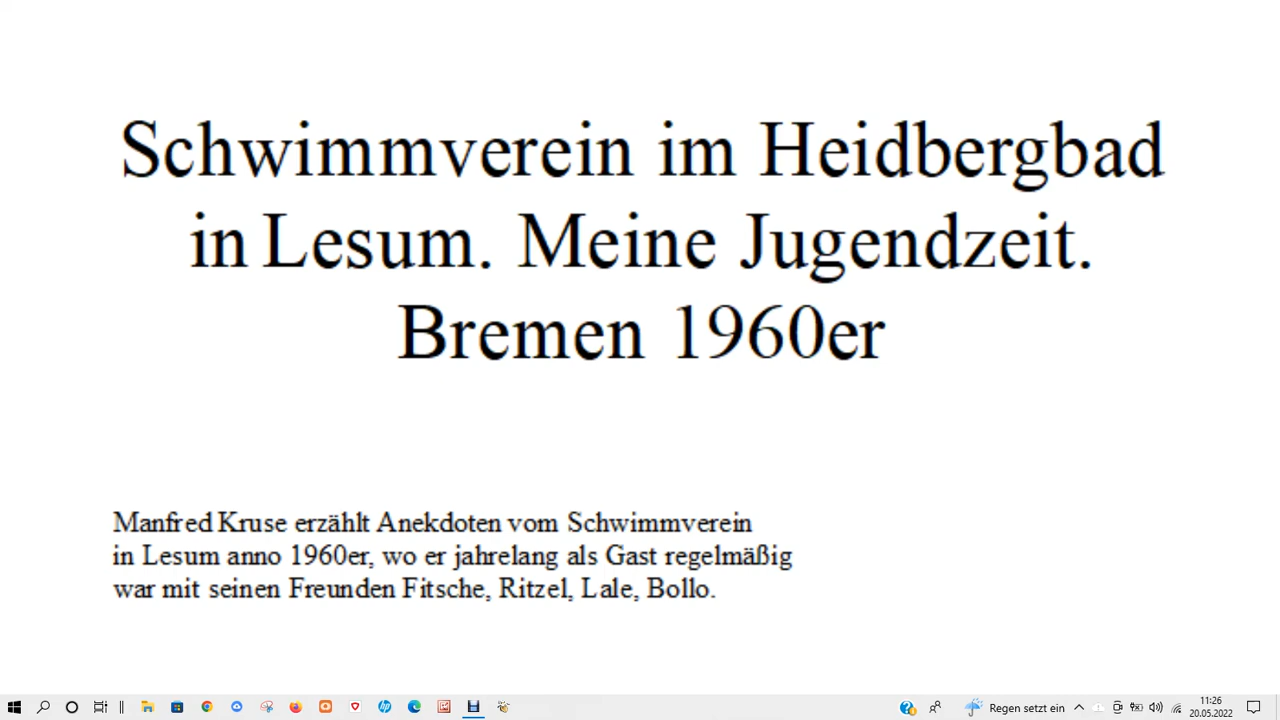 Schwimmverein im Heidbergbad
in Lesum. Meine Jugendzeit.
Bremen 1960er
Manfred Kruse erzählt Anekdoten vom Schwimmverein
in Lesum anno 1960er, wo er jahrelang als Gast regelmäßig
war mit seinen Freunden Fitsche, Ritzel, Lale, Bollo.
Regen setzt ein
11:26
20.05.2022